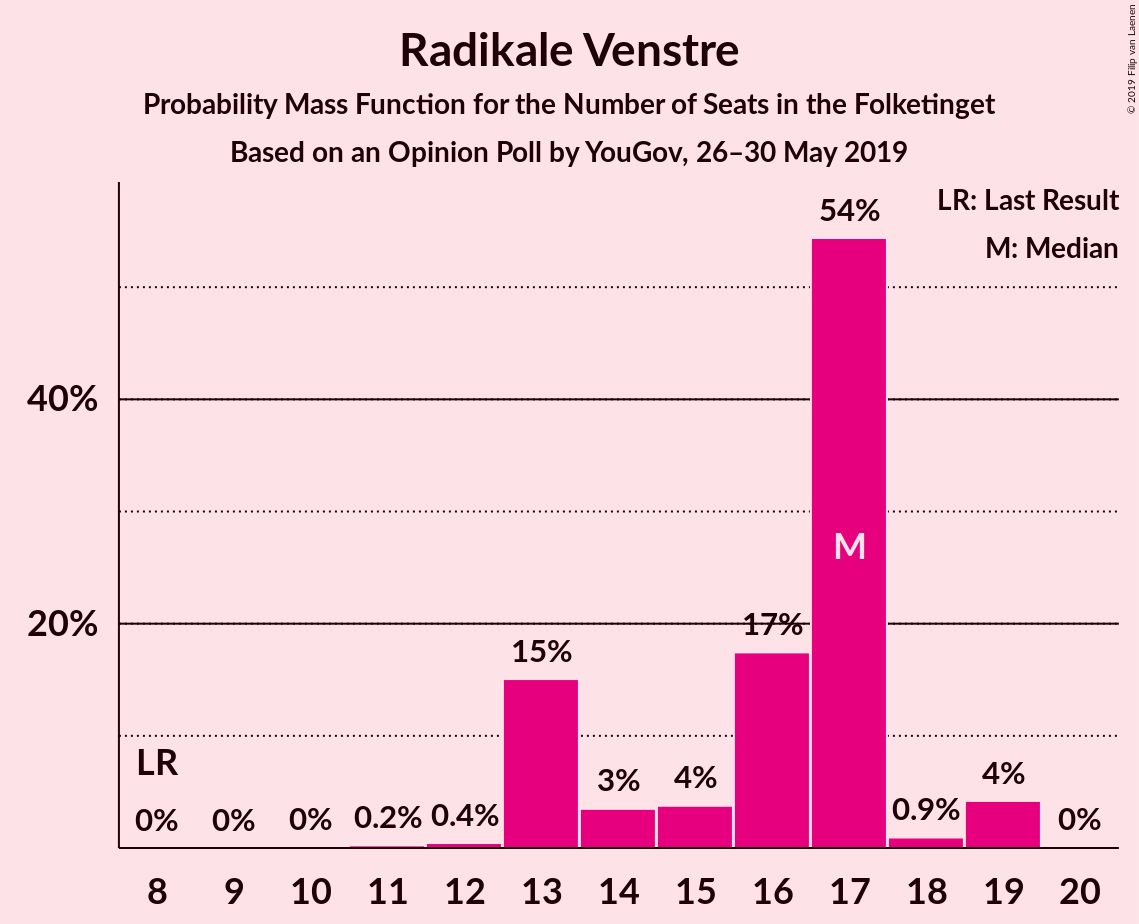 Radikale Venstre
Probability Mass Function for the Number of Seats in the Folketinget
Based on an Opinion Poll by YouGov, 26–30 May 2019
© 2019 Filip van Laenen
LR: Last Result
M: Median
54%
40%
M
20%
17%
15%
LR
3%
4%
4%
0%
0%
0%
0.2%
0.4%
0.9%
0%
8 9 10 11 12 13 14 15 16 17 18 19 20